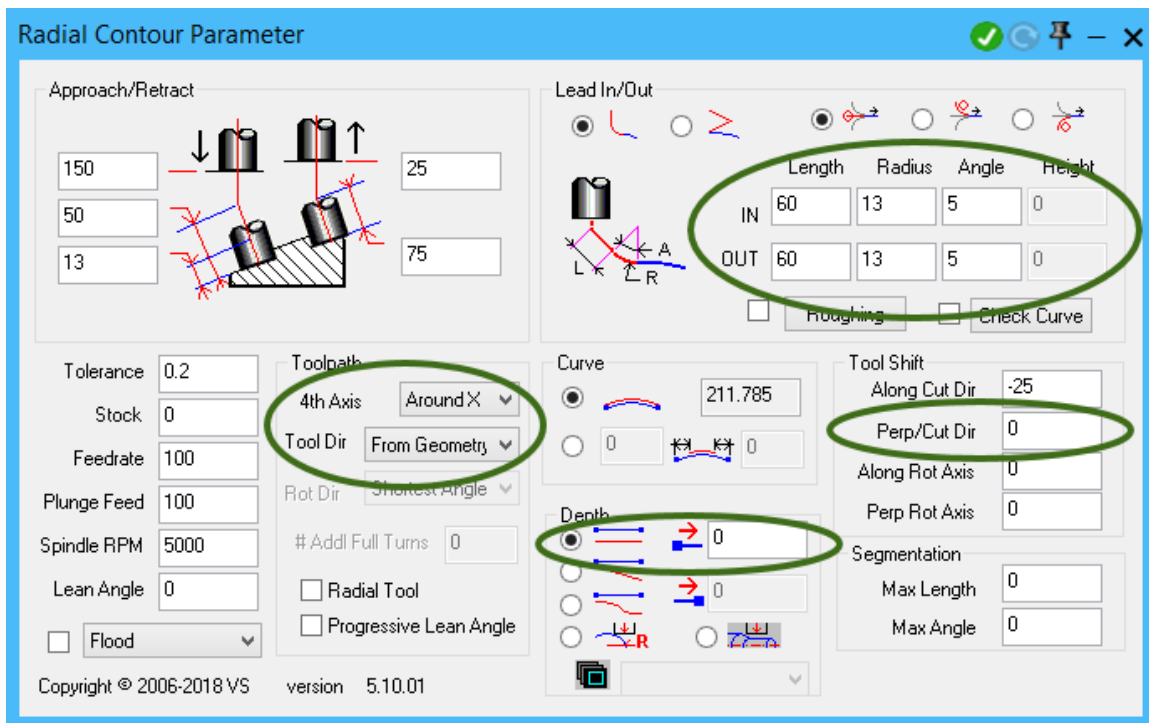 Radial Contour Parameter
Approach/Retract
150
50
13
25
75
Lead In/Out
Length Radius Angle Height
IN 60 13 5 0
OUT 60 13 5 0
L A R
Roughing Check Curve
Tolerance 0.2
Stock 0
Feedrate 100
Plunge Feed 100
Spindle RPM 5000
Lean Angle 0
Flood
Toolpath
4th Axis Around X
Tool Dir From Geometry
Rot Dir Shortest Angle
# Addl Full Turns 0
Radial Tool
Progressive Lean Angle
Curve
211.785
0 0
Depth
0
0
R
Tool Shift
Along Cut Dir -25
Perp/Cut Dir 0
Along Rot Axis 0
Perp Rot Axis 0
Segmentation
Max Length 0
Max Angle 0
Copyright © 2006-2018 VS version 5.10.01